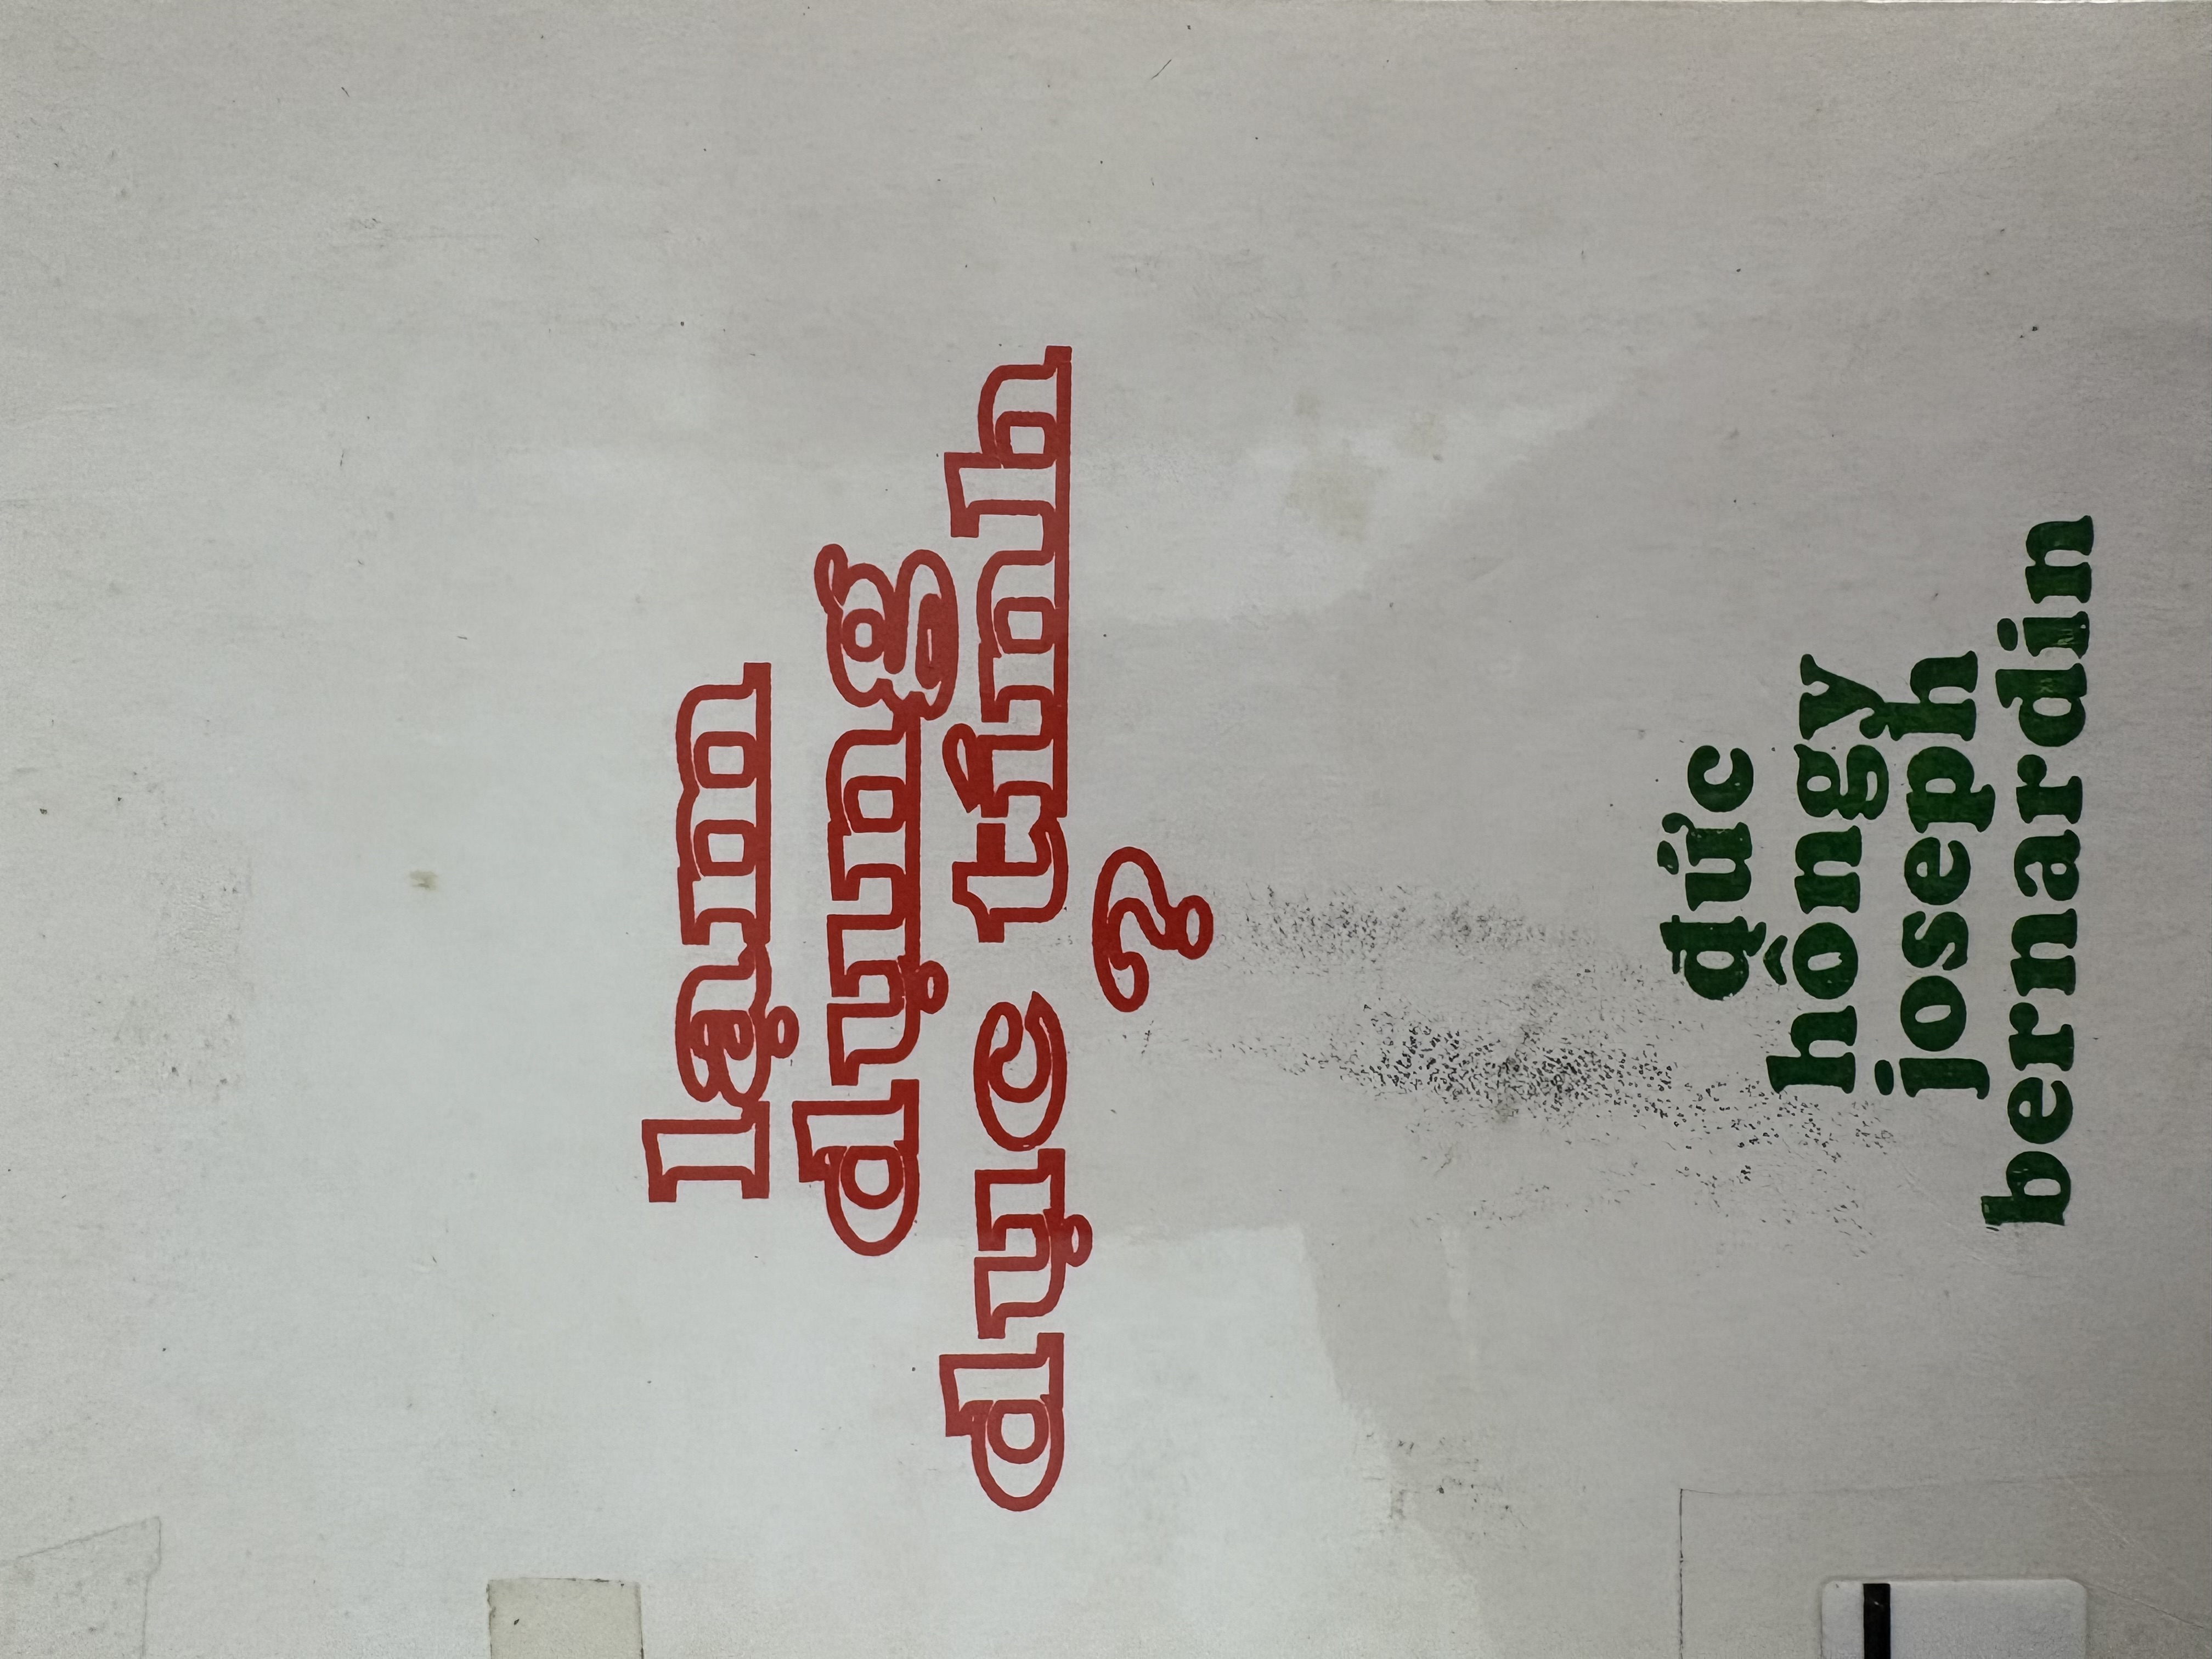 lạm
dụng
dục tính
?
đức
hồng y
joseph
bernardin